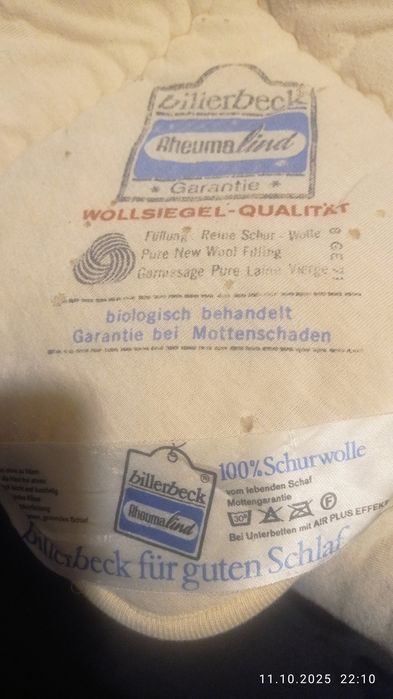 billerbeck
Rheumalind
* Garantie *
WOLLSIEGEL-QUALITÄT
Füllung Reine Schur-Wolle
Pure New Wool Filling
Garnissage Pure Laine Vierge
biologisch behandelt
Garantie bei Mottenschaden
billerbeck
Rheumalind
100% Schurwolle
vom lebenden Schaf
Mottengarantie
30° F
Bei Unterbetten mit AIR PLUS EFFEKT
billerbeck für guten Schlaf
11.10.2025 22:10